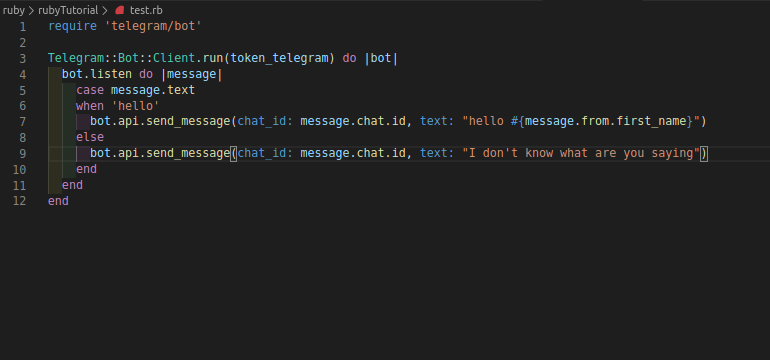 ruby > rubyTutorial > test.rb
1 require 'telegram/bot'
2
3 Telegram::Bot::Client.run(token_telegram) do |bot|
4   bot.listen do |message|
5     case message.text
6     when 'hello'
7       bot.api.send_message(chat_id: message.chat.id, text: "hello #{message.from.first_name}")
8     else
9       bot.api.send_message(chat_id: message.chat.id, text: "I don't know what are you saying")
10     end
11   end
12 end